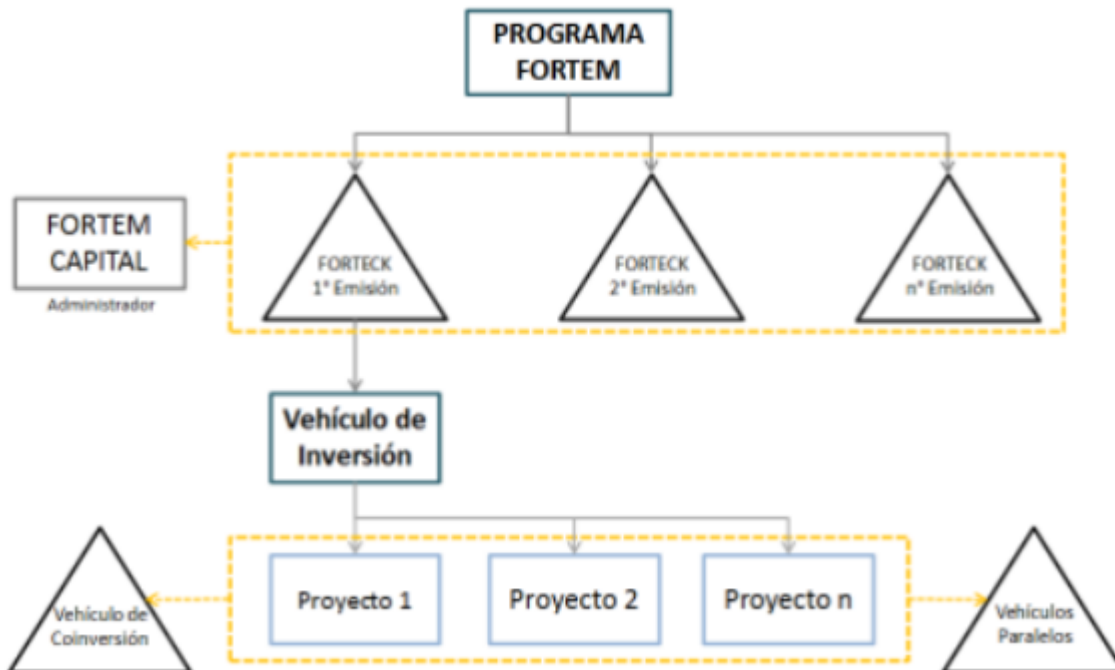 PROGRAMA
FORTEM
FORTEM
CAPITAL
Administrador
FORTECK
1° Emisión
FORTECK
2° Emisión
FORTECK
n° Emisión
Vehículo de
Inversión
Vehículo de
Coinversión
Proyecto 1
Proyecto 2
Proyecto n
Vehículos
Paralelos